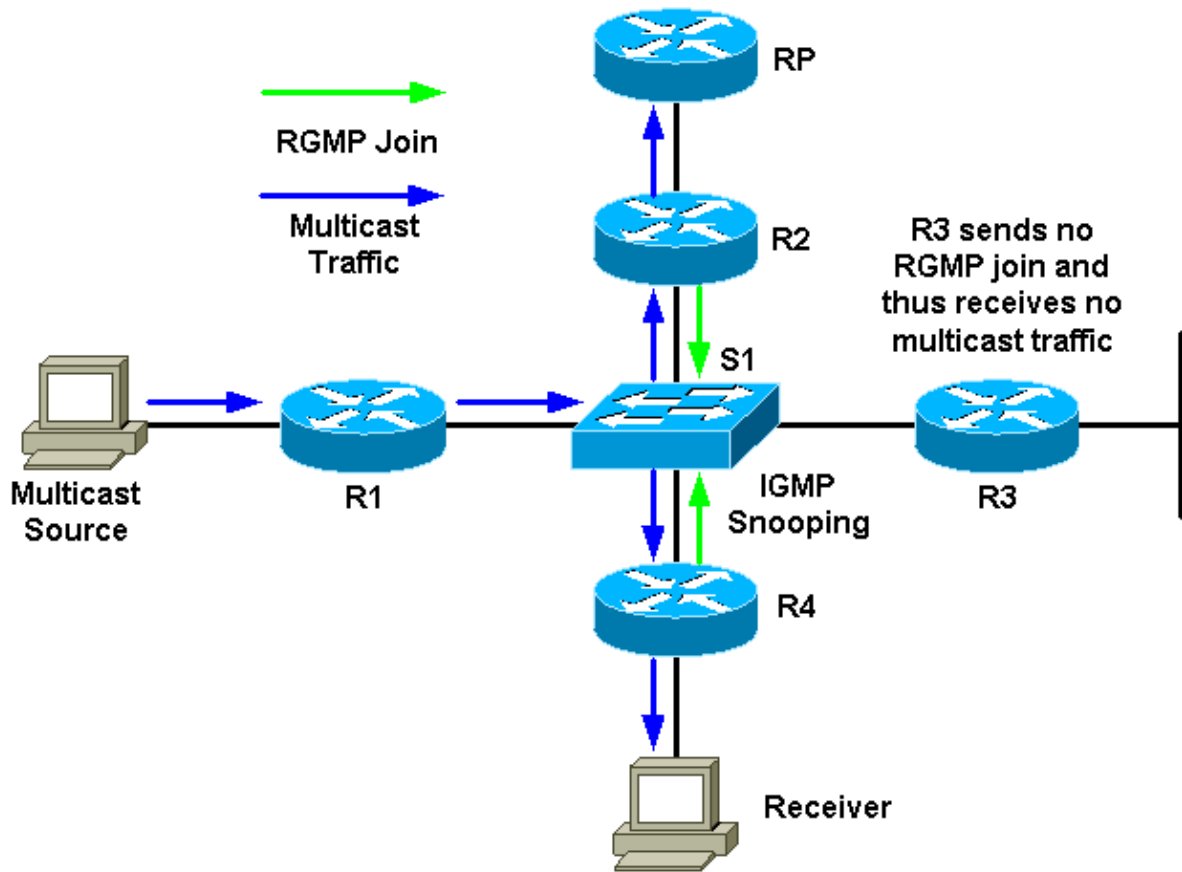 RP
RGMP Join
Multicast
Traffic
R2
R3 sends no
RGMP join and
thus receives no
multicast traffic
S1
Multicast
Source
R1
IGMP
Snooping
R3
R4
Receiver